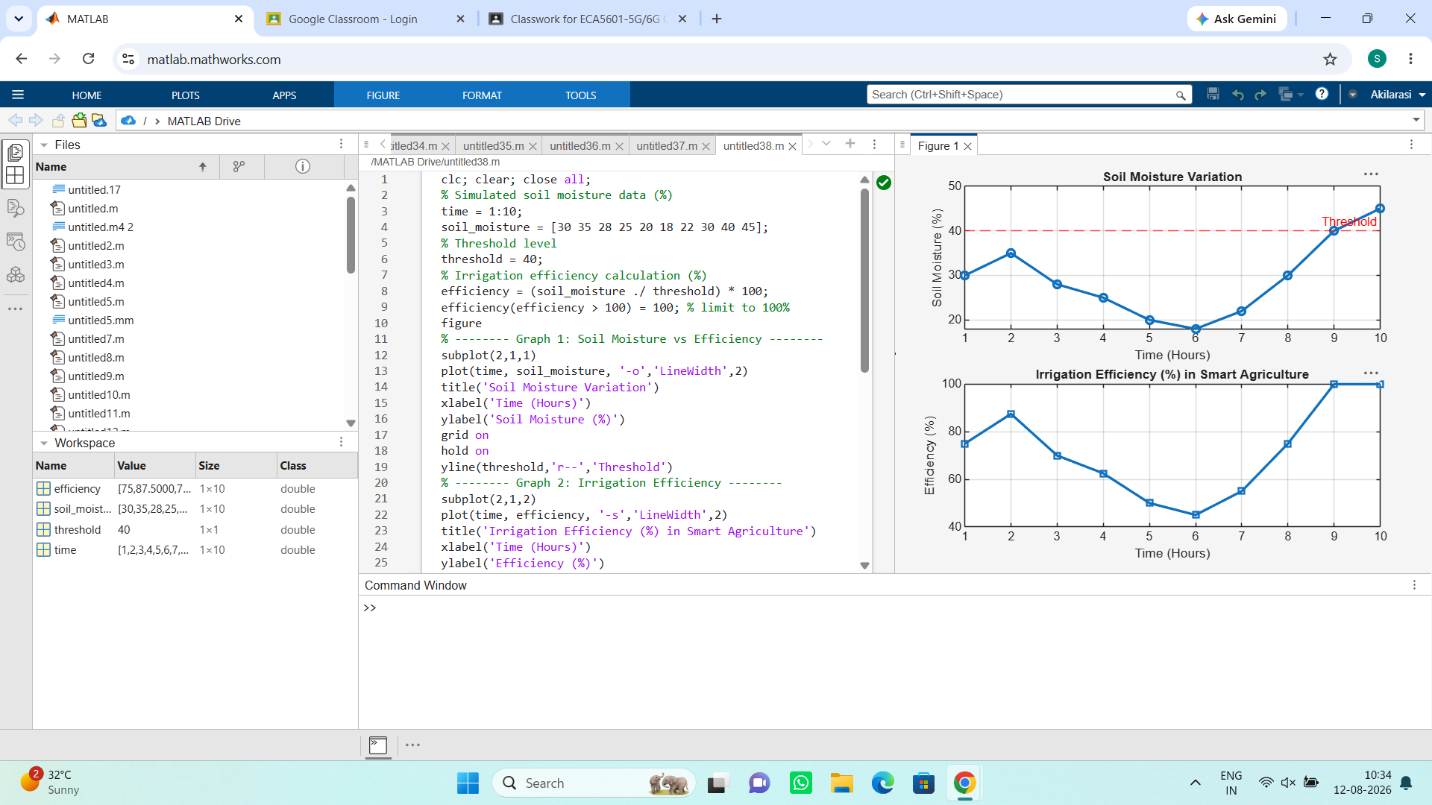 MATLAB
Google Classroom - Login
Classwork for ECA5601-5G/6G
Ask Gemini
matlab.mathworks.com
S
HOME PLOTS APPS FIGURE FORMAT TOOLS
Search (Ctrl+Shift+Space)
Akilarasi
/ › MATLAB Drive
Files
Name
untitled.17
untitled.m
untitled.m4 2
untitled2.m
untitled3.m
untitled4.m
untitled5.m
untitled5.mm
untitled7.m
untitled8.m
untitled9.m
untitled10.m
untitled11.m
Workspace
Name Value Size Class
efficiency [75,87.5000,7... 1×10 double
soil_moist... [30,35,28,25,... 1×10 double
threshold 40 1×1 double
time [1,2,3,4,5,6,7,... 1×10 double
itled34.m untitled35.m untitled36.m untitled37.m untitled38.m
/MATLAB Drive/untitled38.m
1 clc; clear; close all;
2 % Simulated soil moisture data (%)
3 time = 1:10;
4 soil_moisture = [30 35 28 25 20 18 22 30 40 45];
5 % Threshold level
6 threshold = 40;
7 % Irrigation efficiency calculation (%)
8 efficiency = (soil_moisture ./ threshold) * 100;
9 efficiency(efficiency > 100) = 100; % limit to 100%
10 figure
11 % -------- Graph 1: Soil Moisture vs Efficiency --------
12 subplot(2,1,1)
13 plot(time, soil_moisture, '-o','LineWidth',2)
14 title('Soil Moisture Variation')
15 xlabel('Time (Hours)')
16 ylabel('Soil Moisture (%)')
17 grid on
18 hold on
19 yline(threshold,'r--','Threshold')
20 % -------- Graph 2: Irrigation Efficiency --------
21 subplot(2,1,2)
22 plot(time, efficiency, '-s','LineWidth',2)
23 title('Irrigation Efficiency (%) in Smart Agriculture')
24 xlabel('Time (Hours)')
25 ylabel('Efficiency (%)')
Figure 1
Soil Moisture Variation
50
40
30
20
Soil Moisture (%)
Threshold
1 2 3 4 5 6 7 8 9 10
Time (Hours)
Irrigation Efficiency (%) in Smart Agriculture
100
80
60
40
Efficiency (%)
1 2 3 4 5 6 7 8 9 10
Time (Hours)
Command Window
>>
2
32°C
Sunny
Search
ENG
IN
10:34
12-08-2026